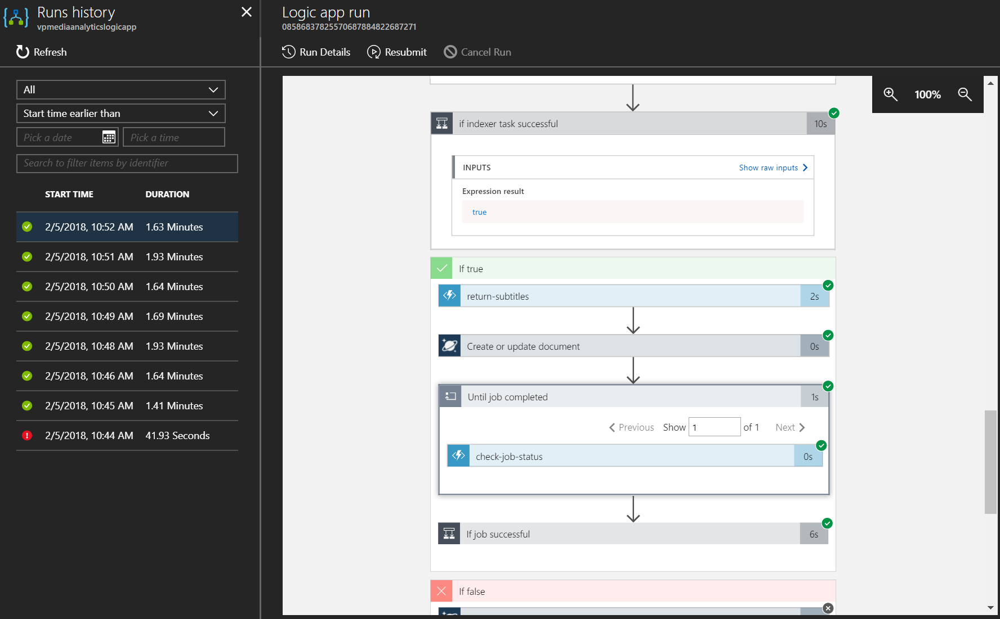 Runs history
vpmediaanalyticslogicapp
Refresh
All
Start time earlier than
Pick a date
Pick a time
Search to filter items by identifier
START TIME DURATION
2/5/2018, 10:52 AM 1.63 Minutes
2/5/2018, 10:51 AM 1.93 Minutes
2/5/2018, 10:50 AM 1.64 Minutes
2/5/2018, 10:49 AM 1.69 Minutes
2/5/2018, 10:48 AM 1.93 Minutes
2/5/2018, 10:46 AM 1.64 Minutes
2/5/2018, 10:45 AM 1.41 Minutes
2/5/2018, 10:44 AM 41.93 Seconds
Logic app run
08586837825570687884822687271
Run Details Resubmit Cancel Run
100%
if indexer task successful 10s
INPUTS Show raw inputs
Expression result
true
If true
return-subtitles 2s
Create or update document 0s
Until job completed 1s
Previous Show 1 of 1 Next
check-job-status 0s
If job successful 6s
If false